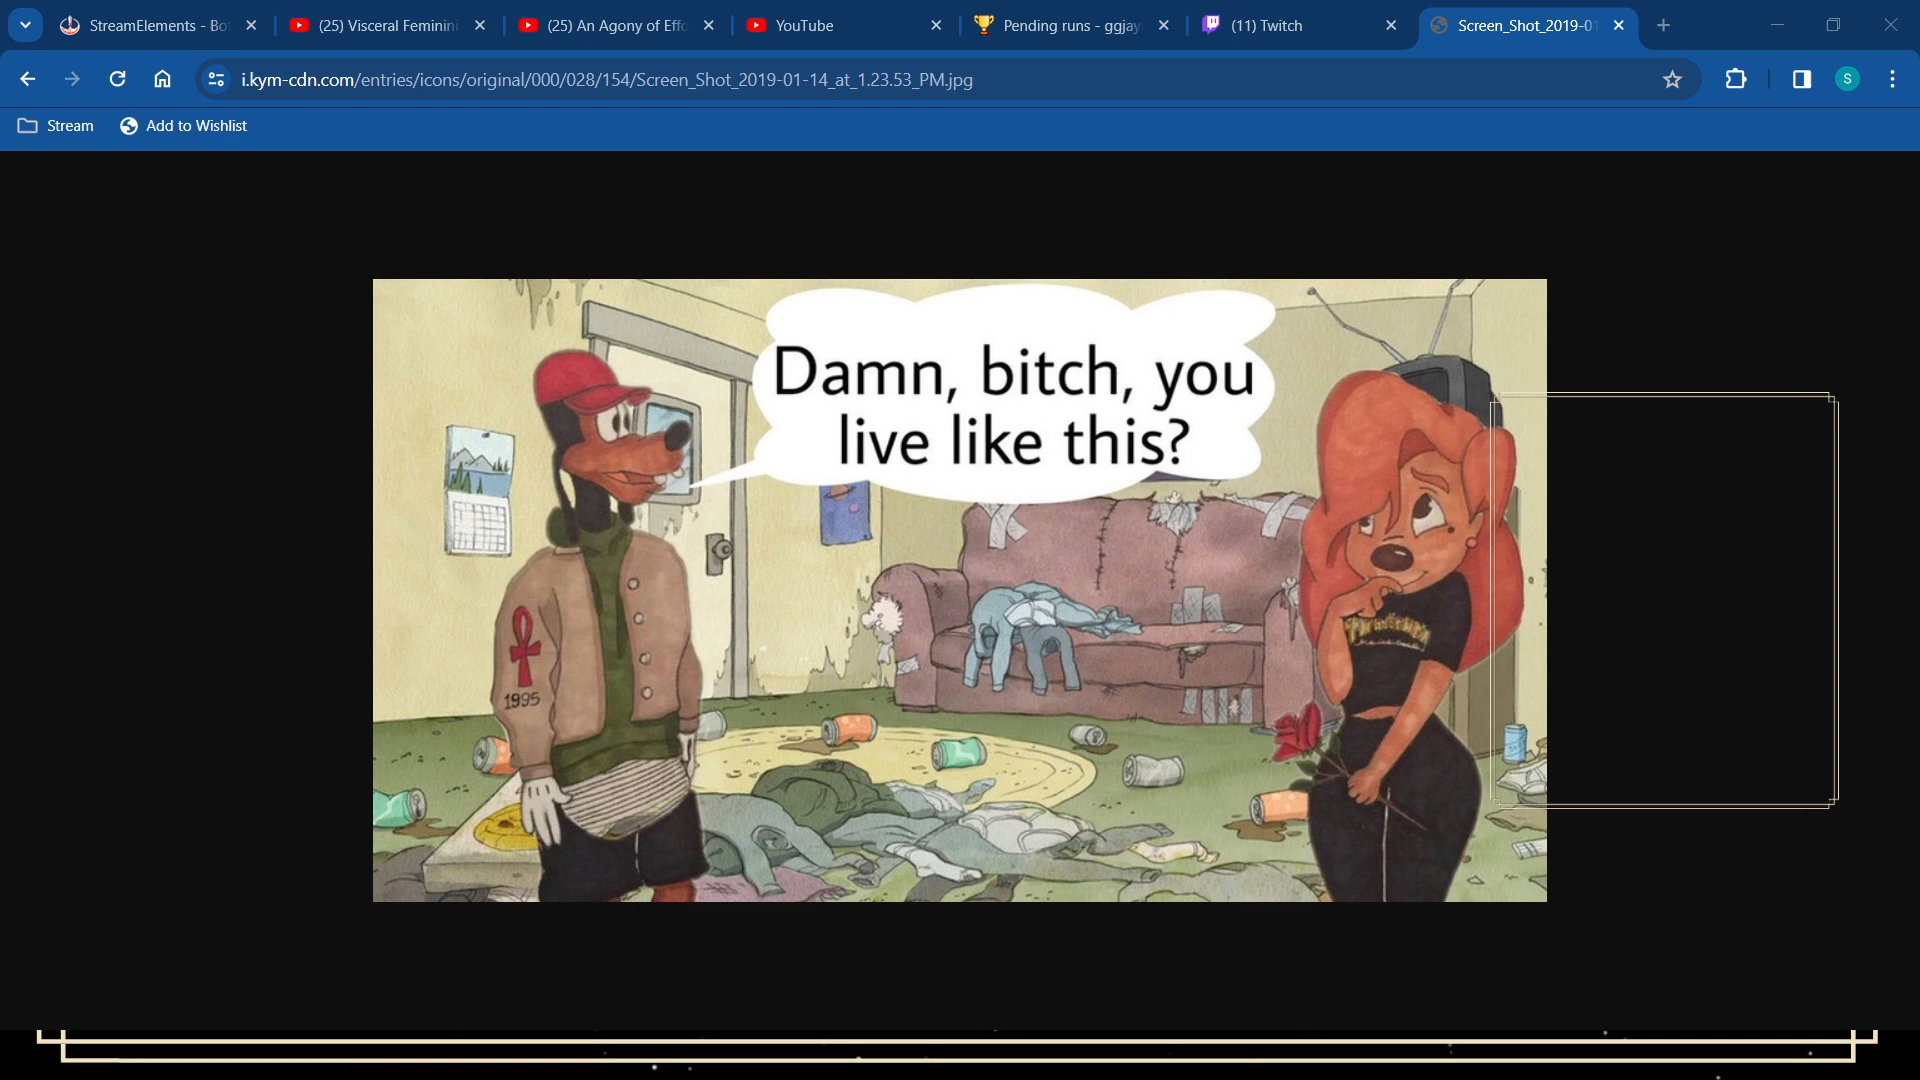 StreamElements - Bo
(25) Visceral Feminini
(25) An Agony of Effo
YouTube
Pending runs - ggjay
(11) Twitch
Screen_Shot_2019-01
i.kym-cdn.com/entries/icons/original/000/028/154/Screen_Shot_2019-01-14_at_1.23.53_PM.jpg
S
Stream
Add to Wishlist
Damn, bitch, you
live like this?
1995